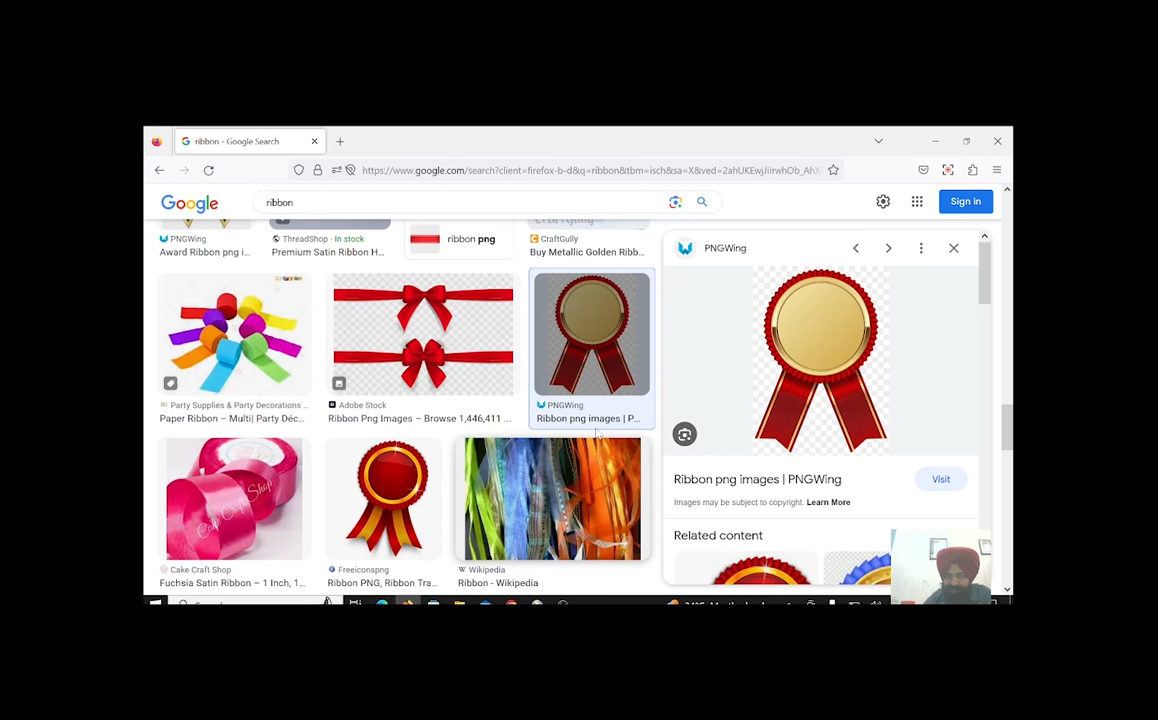 ribbon - Google Search
https://www.google.com/search?client=firefox-b-d&q=ribbon&tbm=isch&sa=X&ved=2ahUKEwjJiIrwhOb_AhX
Google
ribbon
Sign in
PNGWing
Award Ribbon png i...
ThreadShop · In stock
Premium Satin Ribbon H...
ribbon png
CraftGully
Buy Metallic Golden Ribb...
PNGWing
Party Supplies & Party Decorations ...
Paper Ribbon – Multi| Party Déc...
Adobe Stock
Ribbon Png Images – Browse 1,446,411 ...
PNGWing
Ribbon png images | P...
Cake Craft Shop
Cake Craft Shop
Fuchsia Satin Ribbon – 1 Inch, 1...
Freeiconspng
Ribbon PNG, Ribbon Tra...
Wikipedia
Ribbon - Wikipedia
Ribbon png images | PNGWing
Visit
Images may be subject to copyright. Learn More
Related content